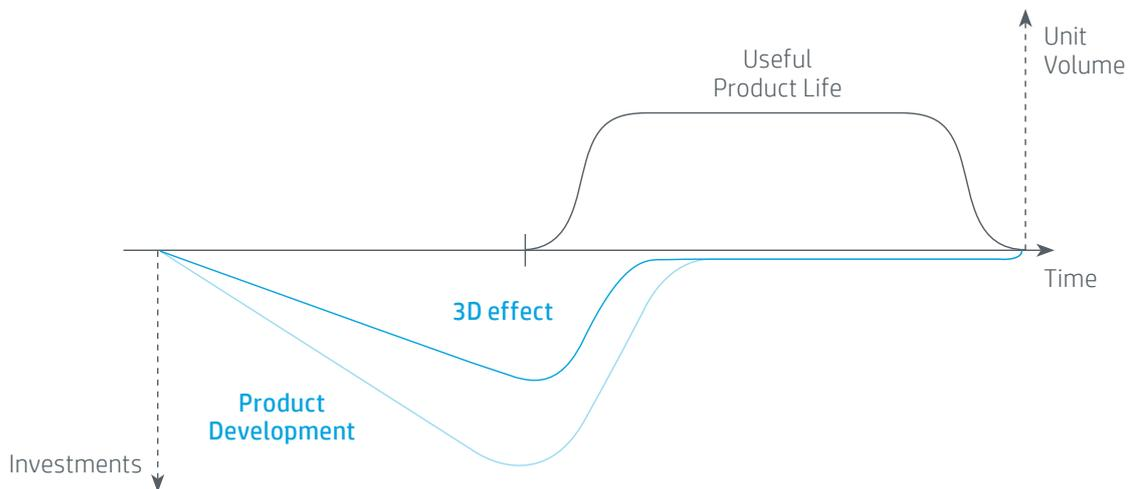 Unit
Volume
Useful
Product Life
Time
3D effect
Product
Development
Investments